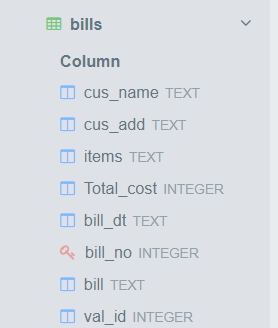 bills
Column
cus_name TEXT
cus_add TEXT
items TEXT
Total_cost INTEGER
bill_dt TEXT
bill_no INTEGER
bill TEXT
val_id INTEGER